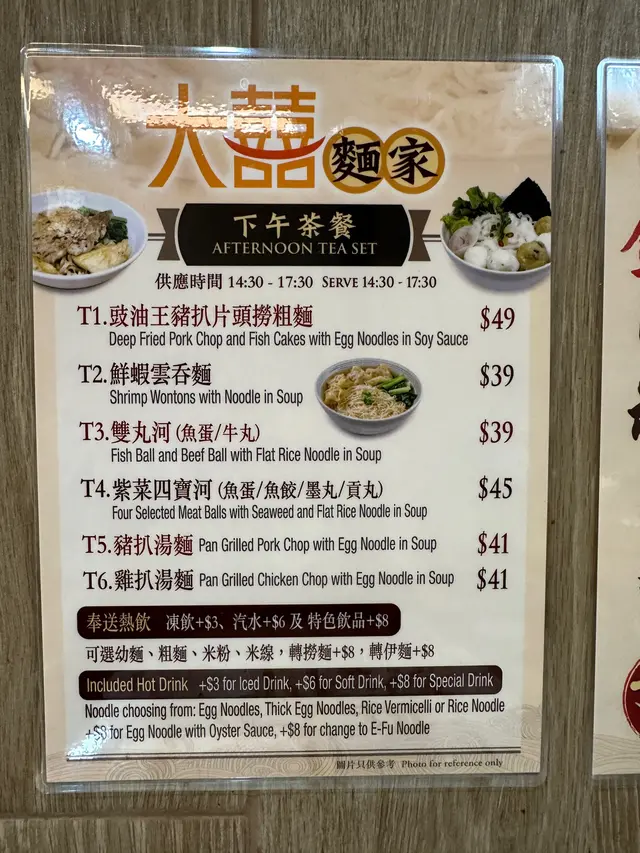 大囍麵家
下午茶餐
AFTERNOON TEA SET
供應時間 14:30 - 17:30 SERVE 14:30 - 17:30
T1.豉油王豬扒片頭撈粗麵 $49
Deep Fried Pork Chop and Fish Cakes with Egg Noodles in Soy Sauce
T2.鮮蝦雲吞麵 $39
Shrimp Wontons with Noodle in Soup
T3.雙丸河 (魚蛋/牛丸) $39
Fish Ball and Beef Ball with Flat Rice Noodle in Soup
T4.紫菜四寶河 (魚蛋/魚餃/墨丸/貢丸) $45
Four Selected Meat Balls with Seaweed and Flat Rice Noodle in Soup
T5.豬扒湯麵 Pan Grilled Pork Chop with Egg Noodle in Soup $41
T6.雞扒湯麵 Pan Grilled Chicken Chop with Egg Noodle in Soup $41
奉送熱飲 凍飲+$3、汽水+$6 及 特色飲品+$8
可選幼麵、粗麵、米粉、米線，轉撈麵+$8，轉伊麵+$8
Included Hot Drink +$3 for Iced Drink, +$6 for Soft Drink, +$8 for Special Drink
Noodle choosing from: Egg Noodles, Thick Egg Noodles, Rice Vermicelli or Rice Noodle
+$8 for Egg Noodle with Oyster Sauce, +$8 for change to E-Fu Noodle
圖片只供參考 Photo for reference only